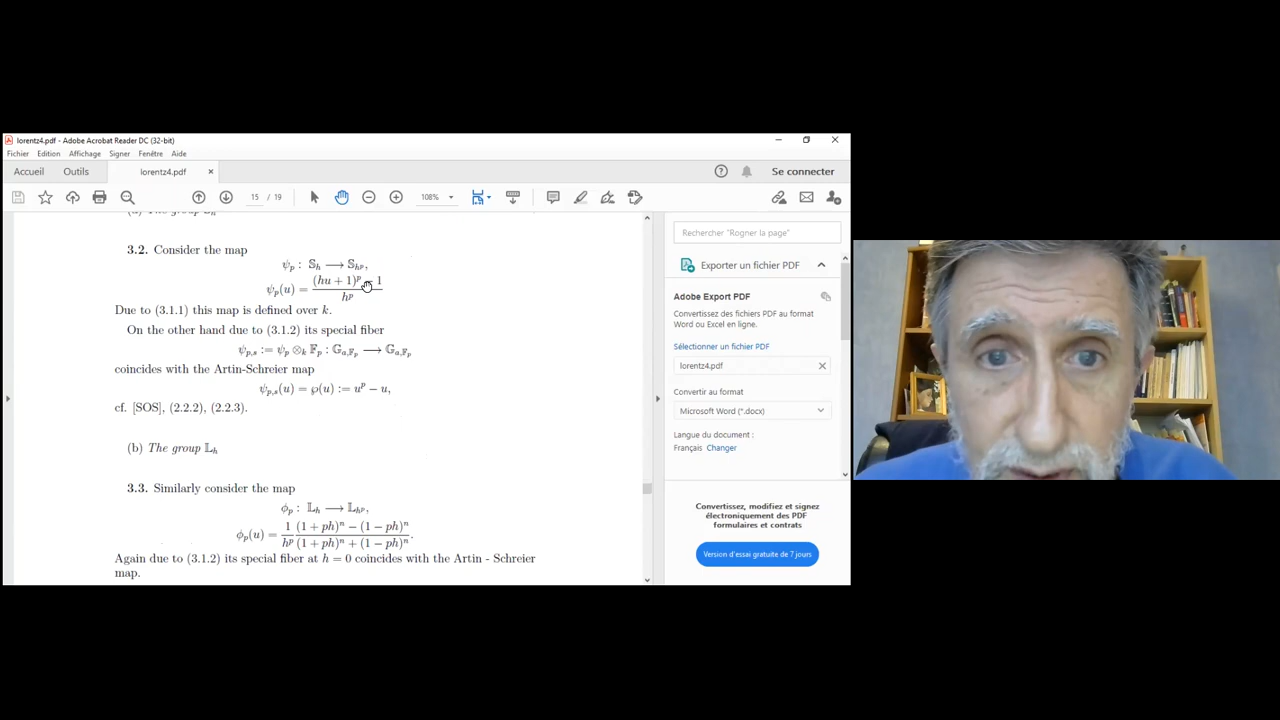 lorentz4.pdf - Adobe Acrobat Reader DC (32-bit)
Fichier Edition Affichage Signer Fenêtre Aide
Accueil Outils lorentz4.pdf × Se connecter
15 / 19 108%
3.2. Consider the map
ψ_p : 𝕊_h ⟶ 𝕊_{h^p},
ψ_p(u) = ((hu + 1)^p − 1) / h^p
Due to (3.1.1) this map is defined over k.
On the other hand due to (3.1.2) its special fiber
ψ_{p,s} := ψ_p ⊗_k 𝔽_p : 𝔾_{a,𝔽_p} ⟶ 𝔾_{a,𝔽_p}
coincides with the Artin-Schreier map
ψ_{p,s}(u) = ℘(u) := u^p − u,
cf. [SOS], (2.2.2), (2.2.3).
(b) The group 𝕃_h
3.3. Similarly consider the map
ϕ_p : 𝕃_h ⟶ 𝕃_{h^p},
ϕ_p(u) = (1/h^p) ((1 + ph)^n − (1 − ph)^n) / ((1 + ph)^n + (1 − ph)^n).
Again due to (3.1.2) its special fiber at h = 0 coincides with the Artin - Schreier
map.
Rechercher "Rogner la page"
Exporter un fichier PDF
Adobe Export PDF
Convertissez des fichiers PDF au format
Word ou Excel en ligne.
Sélectionner un fichier PDF
lorentz4.pdf ×
Convertir au format
Microsoft Word (*.docx)
Langue du document :
Français Changer
Convertissez, modifiez et signez
électroniquement des PDF
formulaires et contrats
Version d'essai gratuite de 7 jours